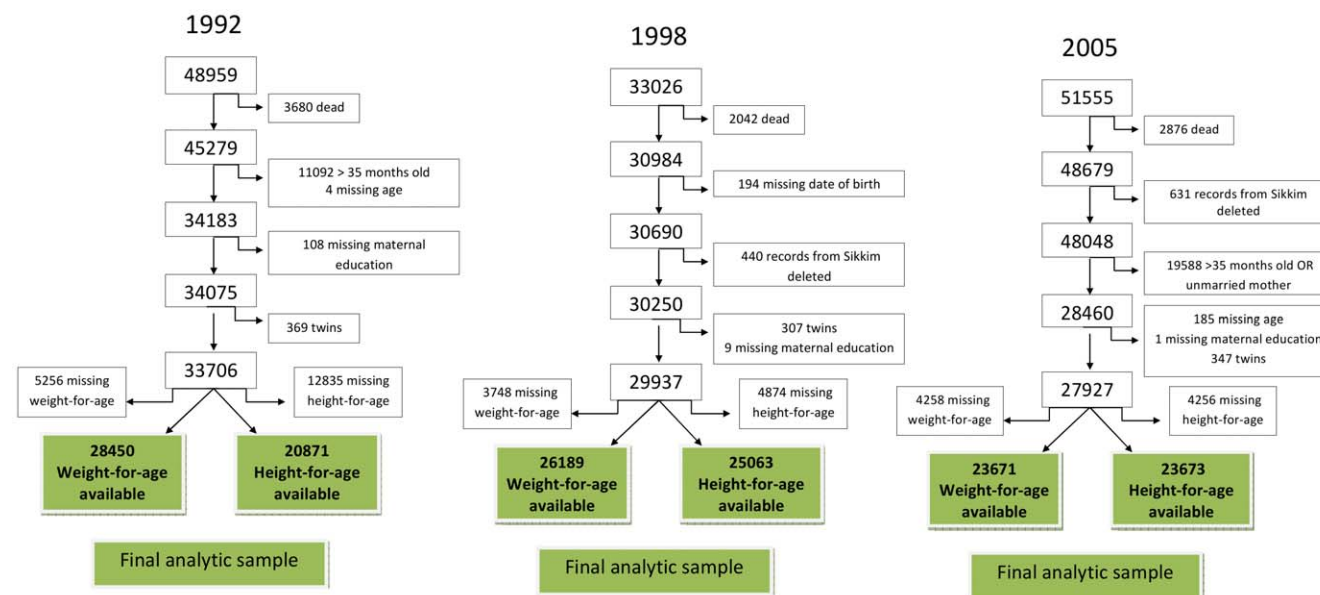 1992
48959
3680 dead
45279
11092 > 35 months old
4 missing age
34183
108 missing maternal
education
34075
369 twins
33706
5256 missing
weight-for-age
12835 missing
height-for-age
28450
Weight-for-age
available
20871
Height-for-age
available
Final analytic sample
1998
33026
2042 dead
30984
194 missing date of birth
30690
440 records from Sikkim
deleted
30250
307 twins
9 missing maternal education
29937
3748 missing
weight-for-age
4874 missing
height-for-age
26189
Weight-for-age
available
25063
Height-for-age
available
Final analytic sample
2005
51555
2876 dead
48679
631 records from Sikkim
deleted
48048
19588 >35 months old OR
unmarried mother
28460
185 missing age
1 missing maternal education
347 twins
27927
4258 missing
weight-for-age
4256 missing
height-for-age
23671
Weight-for-age
available
23673
Height-for-age
available
Final analytic sample